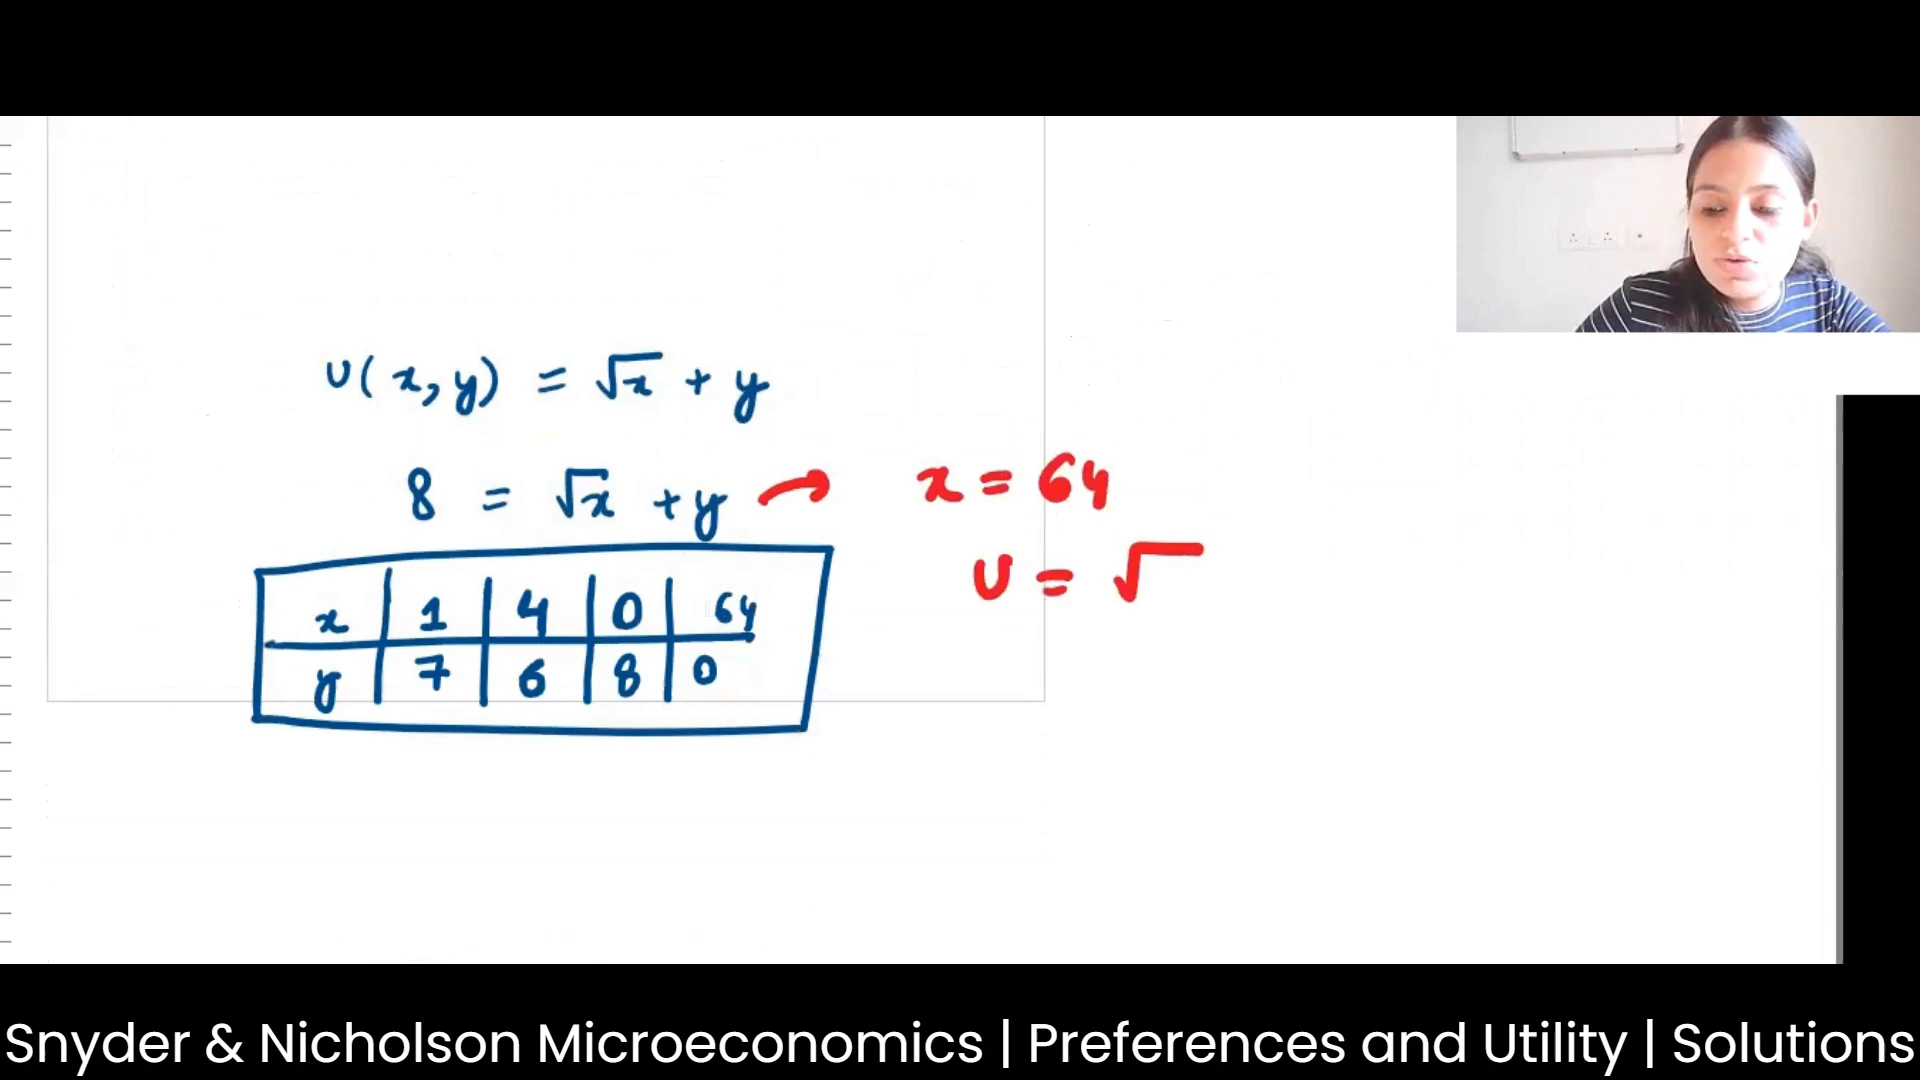 U(x,y) = √x + y
8 = √x + y → x = 64
U = √
x | 1 | 4 | 0 | 64
y | 7 | 6 | 8 | 0
Snyder & Nicholson Microeconomics | Preferences and Utility | Solutions